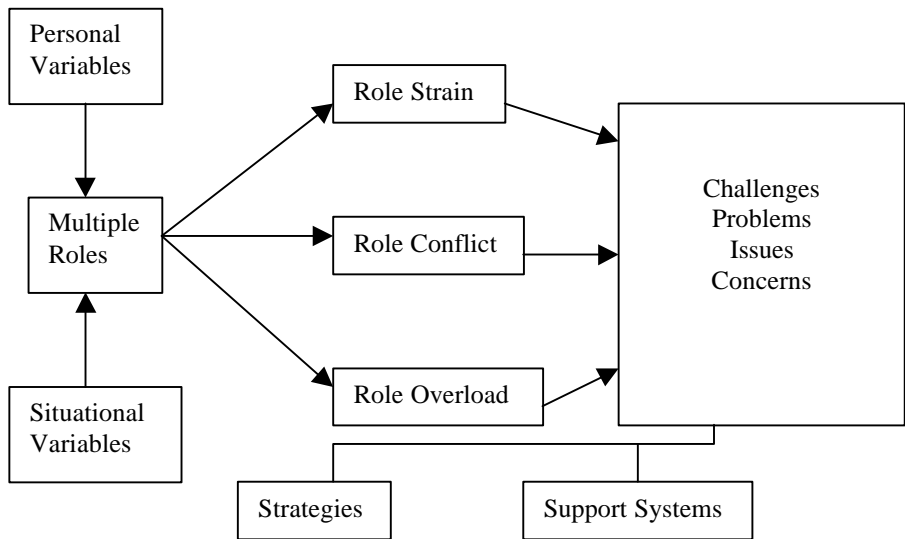 Personal
Variables
Role Strain
Challenges
Problems
Issues
Concerns
Multiple
Roles
Role Conflict
Role Overload
Situational
Variables
Strategies
Support Systems